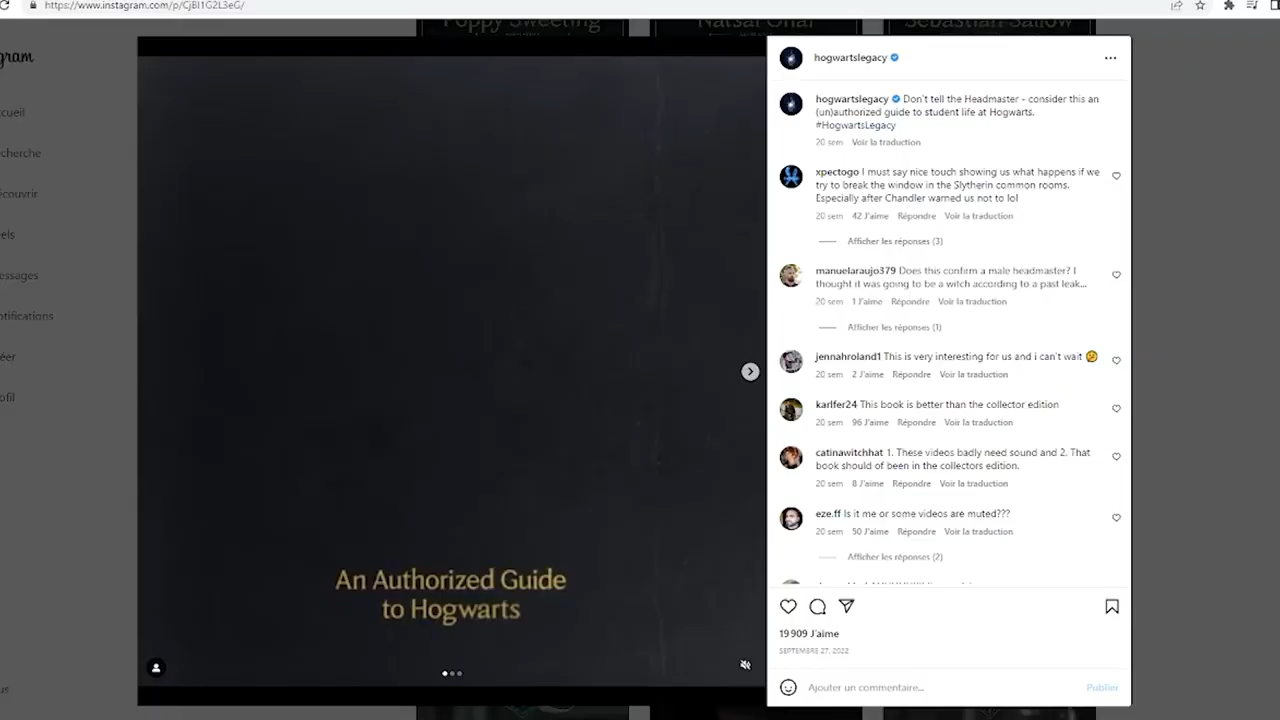 https://www.instagram.com/p/CjBI1G2L3eG/
Poppy Sweeting
Natsai Onai
Sebastian Sallow
gram
cueil
cherche
couvrir
els
essages
otifications
éer
ofil
us
An Authorized Guide
to Hogwarts
hogwartslegacy
hogwartslegacy Don't tell the Headmaster - consider this an
(un)authorized guide to student life at Hogwarts.
#HogwartsLegacy
20 sem Voir la traduction
xpectogo I must say nice touch showing us what happens if we
try to break the window in the Slytherin common rooms.
Especially after Chandler warned us not to lol
20 sem 42 J'aime Répondre Voir la traduction
Afficher les réponses (3)
manuelaraujo379 Does this confirm a male headmaster? I
thought it was going to be a witch according to a past leak...
20 sem 1 J'aime Répondre Voir la traduction
Afficher les réponses (1)
jennahroland1 This is very interesting for us and i can't wait
20 sem 2 J'aime Répondre Voir la traduction
karlfer24 This book is better than the collector edition
20 sem 96 J'aime Répondre Voir la traduction
catinawitchhat 1. These videos badly need sound and 2. That
book should of been in the collectors edition.
20 sem 8 J'aime Répondre Voir la traduction
eze.ff Is it me or some videos are muted???
20 sem 50 J'aime Répondre Voir la traduction
Afficher les réponses (2)
19 909 J'aime
SEPTEMBRE 27, 2022
Ajouter un commentaire...
Publier